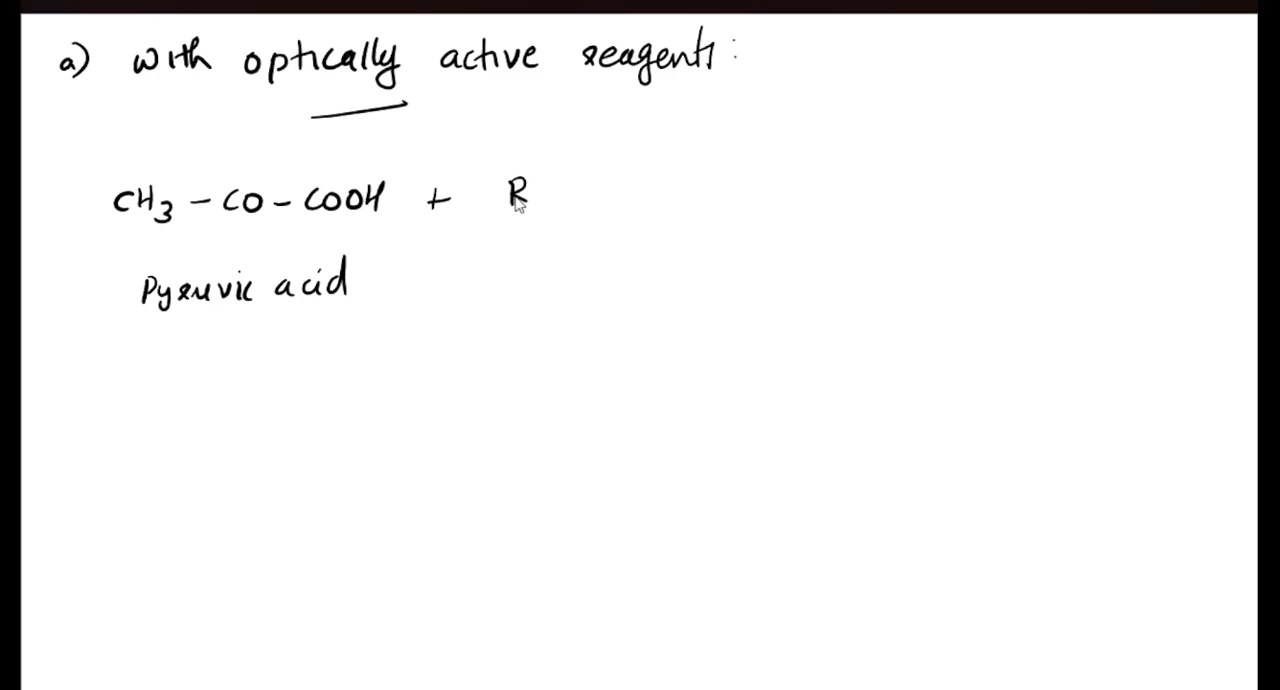 a) with optically active reagents :
CH3 - CO - COOH + R
Pyruvic acid